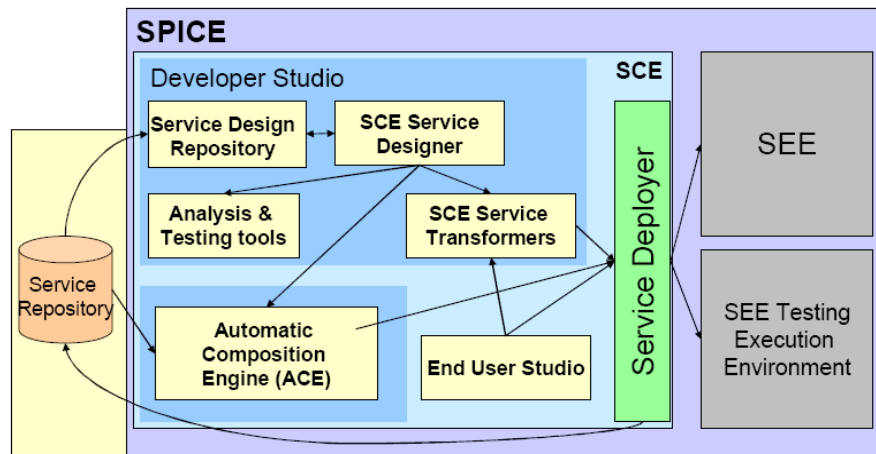 SPICE
SCE
Developer Studio
Service Design
Repository
SCE Service
Designer
Analysis &
Testing tools
SCE Service
Transformers
Service
Repository
Automatic
Composition
Engine (ACE)
End User Studio
Service Deployer
SEE
SEE Testing
Execution
Environment